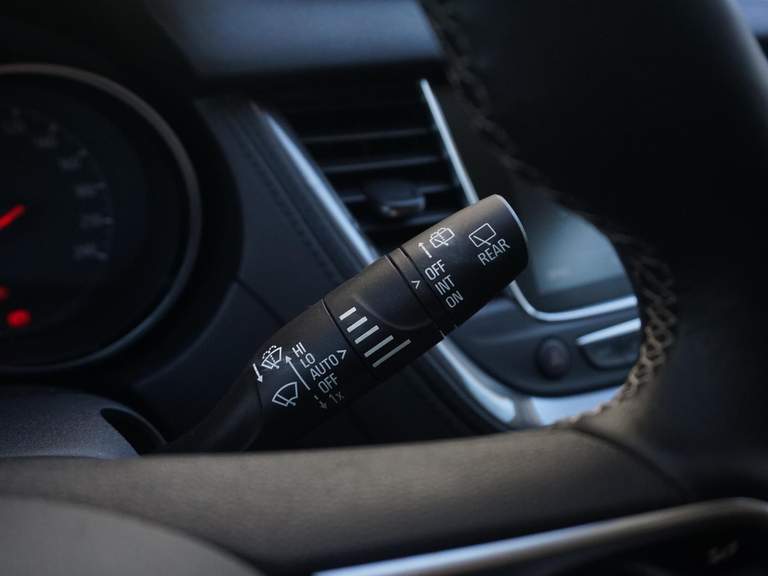 HI
LO
AUTO >
OFF
1x
> OFF
INT
ON
REAR